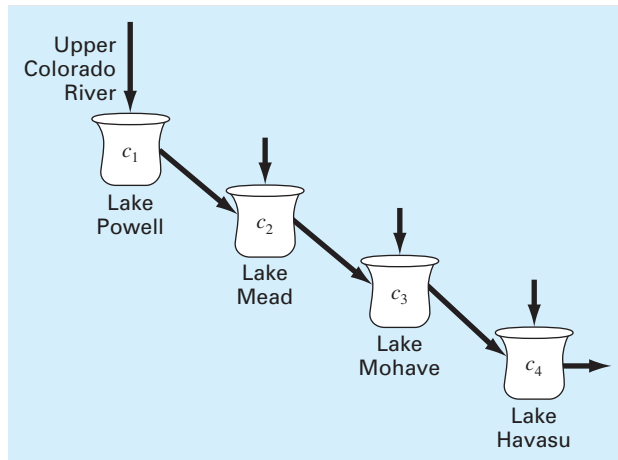 Upper
Colorado
River
c1
Lake
Powell
c2
Lake
Mead
c3
Lake
Mohave
c4
Lake
Havasu